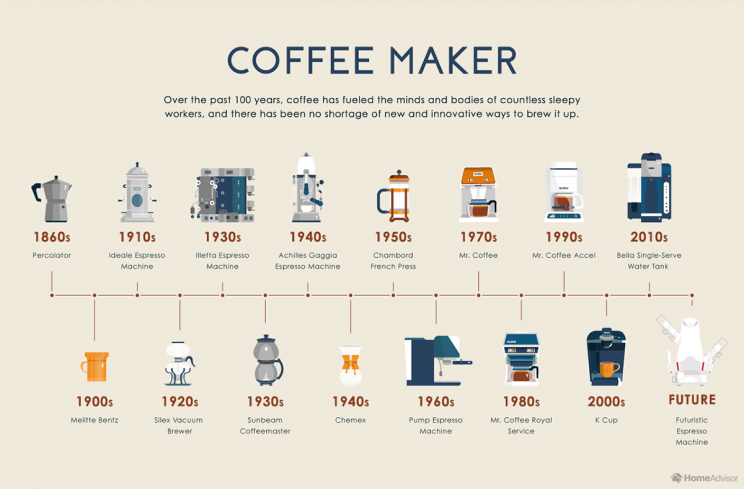 COFFEE MAKER
Over the past 100 years, coffee has fueled the minds and bodies of countless sleepy
workers, and there has been no shortage of new and innovative ways to brew it up.
1860s
Percolator
1910s
Ideale Espresso
Machine
1930s
Illetta Espresso
Machine
1940s
Achilles Gaggia
Espresso Machine
1950s
Chambord
French Press
1970s
Mr. Coffee
1990s
Mr. Coffee Accel
2010s
Bella Single-Serve
Water Tank
1900s
Melitte Bentz
1920s
Silex Vacuum
Brewer
1930s
Sunbeam
Coffeemaster
1940s
Chemex
1960s
Pump Espresso
Machine
1980s
Mr. Coffee Royal
Service
2000s
K Cup
FUTURE
Futuristic
Espresso
Machine
HomeAdvisor